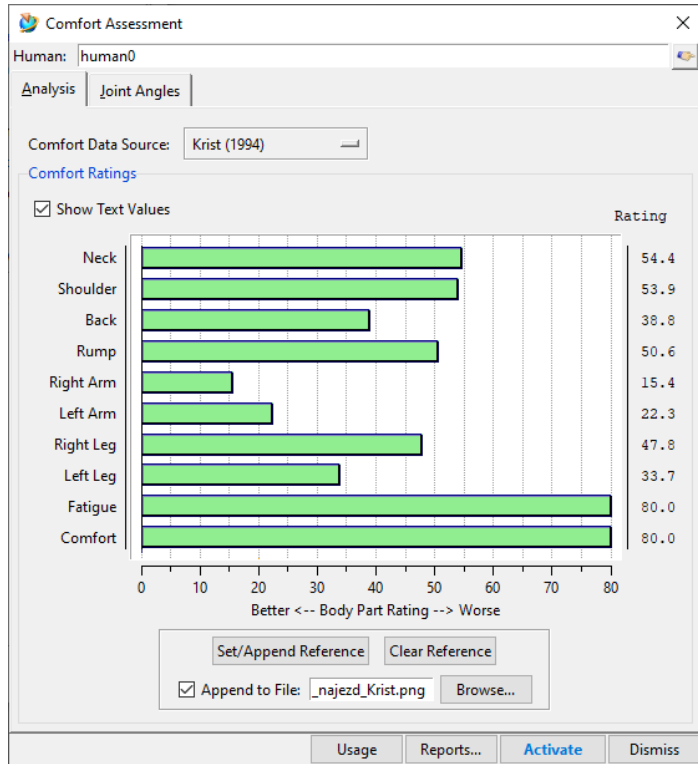 Comfort Assessment
Human: human0
Analysis Joint Angles
Comfort Data Source: Krist (1994)
Comfort Ratings
Show Text Values
Rating
Neck 54.4
Shoulder 53.9
Back 38.8
Rump 50.6
Right Arm 15.4
Left Arm 22.3
Right Leg 47.8
Left Leg 33.7
Fatigue 80.0
Comfort 80.0
0 10 20 30 40 50 60 70 80
Better <-- Body Part Rating --> Worse
Set/Append Reference Clear Reference
Append to File: _najezd_Krist.png Browse...
Usage Reports... Activate Dismiss